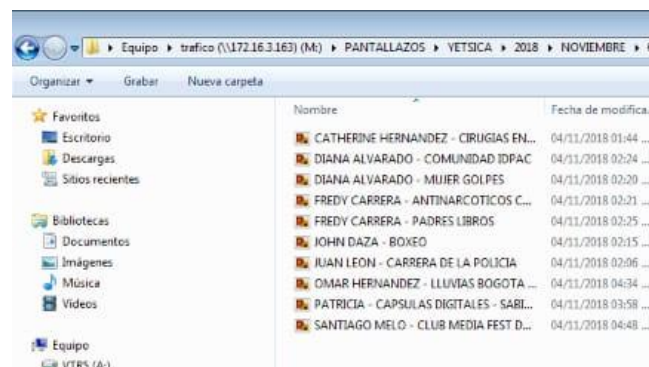 Equipo ▸ trafico (\\172.16.3.163) (M:) ▸ PANTALLAZOS ▸ VETSICA ▸ 2018 ▸ NOVIEMBRE ▸
Organizar Grabar Nueva carpeta
Nombre Fecha de modifica...
Favoritos
Escritorio
Descargas
Sitios recientes
Bibliotecas
Documentos
Imágenes
Música
Videos
Equipo
VTRS (A:)
CATHERINE HERNANDEZ - CIRUGIAS EN... 04/11/2018 01:44 ...
DIANA ALVARADO - COMUNIDAD IDPAC 04/11/2018 02:24 ...
DIANA ALVARADO - MUJER GOLPES 04/11/2018 02:20 ...
FREDY CARRERA - ANTINARCOTICOS C... 04/11/2018 02:21 ...
FREDY CARRERA - PADRES LIBROS 04/11/2018 02:25 ...
JOHN DAZA - BOXEO 04/11/2018 02:15 ...
JUAN LEON - CARRERA DE LA POLICIA 04/11/2018 02:06 ...
OMAR HERNANDEZ - LLUVIAS BOGOTA ... 04/11/2018 04:34 ...
PATRICIA - CAPSULAS DIGITALES - SABI... 04/11/2018 03:58 ...
SANTIAGO MELO - CLUB MEDIA FEST D... 04/11/2018 04:48 ...